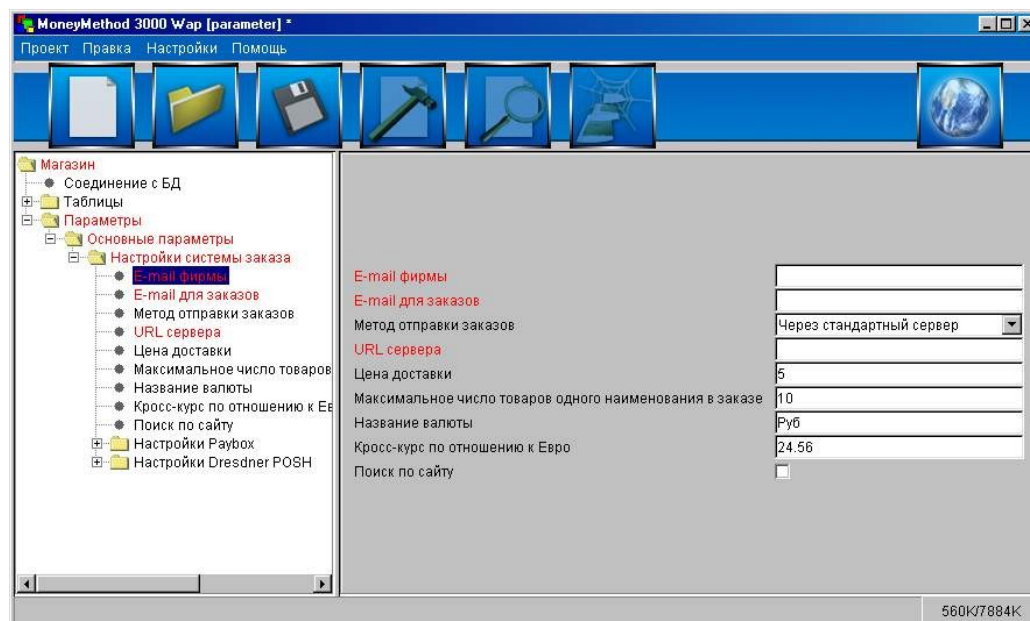 MoneyMethod 3000 Wap [parameter] *
Проект Правка Настройки Помощь
Магазин
Соединение с БД
Таблицы
Параметры
Основные параметры
Настройки системы заказа
E-mail фирмы
E-mail для заказов
Метод отправки заказов
URL сервера
Цена доставки
Максимальное число товаров
Название валюты
Кросс-курс по отношению к Ев
Поиск по сайту
Настройки Paybox
Настройки Dresdner POSH
E-mail фирмы
E-mail для заказов
Метод отправки заказов Через стандартный сервер
URL сервера
Цена доставки 5
Максимальное число товаров одного наименования в заказе 10
Название валюты Руб
Кросс-курс по отношению к Евро 24.56
Поиск по сайту
560K/7884K